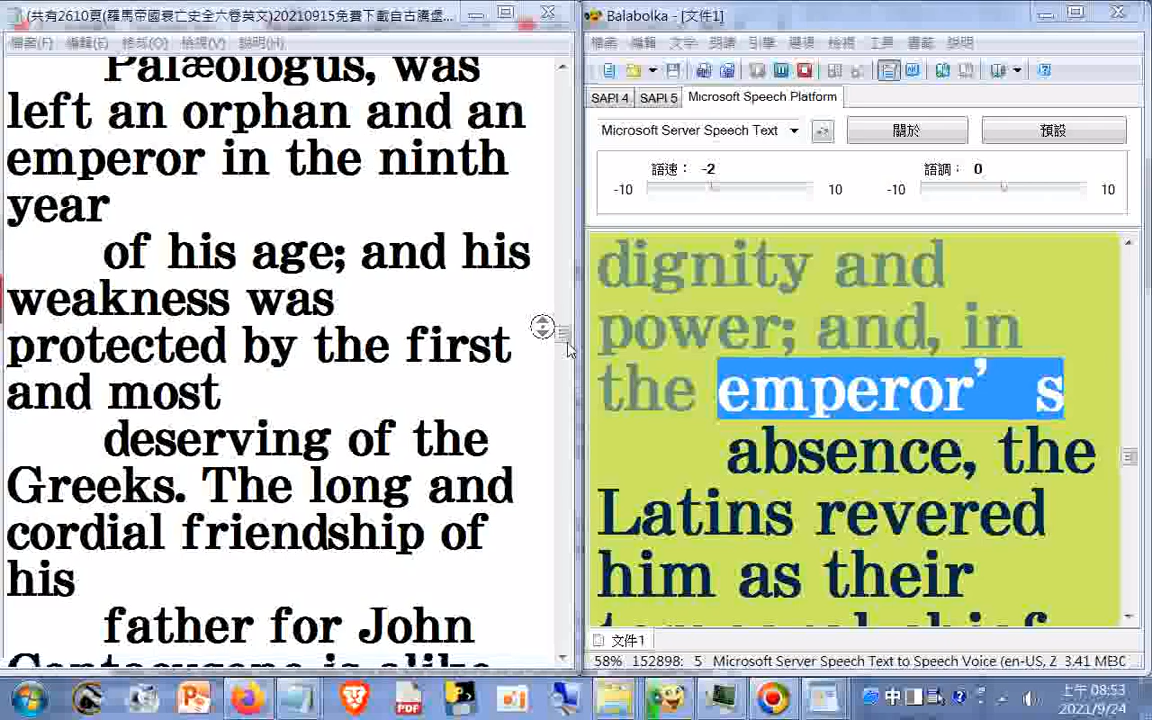 (共有2610頁(羅馬帝國衰亡史全六卷英文)20210915免費下載自古騰堡...
檔案(F) 編輯(E) 格式(O) 檢視(V) 說明(H)
Palæologus, was
left an orphan and an
emperor in the ninth
year
of his age; and his
weakness was
protected by the first
and most
deserving of the
Greeks. The long and
cordial friendship of
his
father for John
Cantacuzene is alike
Balabolka - [文件1]
檔案 編輯 文字 朗讀 引擎 選項 檢視 工具 書籤 說明
SAPI 4 SAPI 5 Microsoft Speech Platform
Microsoft Server Speech Text
關於
預設
語速： -2
語調： 0
-10 10 -10 10
dignity and
power; and, in
the emperor’ s
absence, the
Latins revered
him as their
文件1
58% 152898: 5 Microsoft Server Speech Text to Speech Voice (en-US, Z 3.41 MB
PDF
中
上午 08:53
2021/9/24